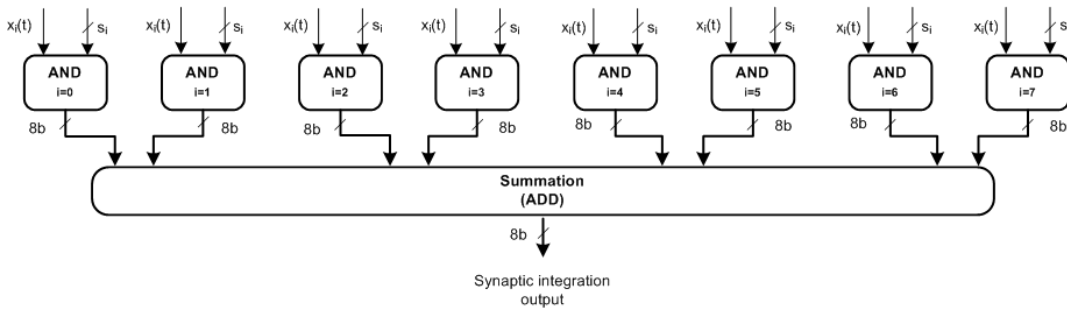 xᵢ(t) sᵢ xᵢ(t) sᵢ xᵢ(t) sᵢ xᵢ(t) sᵢ xᵢ(t) sᵢ xᵢ(t) sᵢ xᵢ(t) sᵢ xᵢ(t) sᵢ
AND AND AND AND AND AND AND AND
i=0 i=1 i=2 i=3 i=4 i=5 i=6 i=7
8b 8b 8b 8b 8b 8b 8b 8b
Summation
(ADD)
8b
Synaptic integration
output